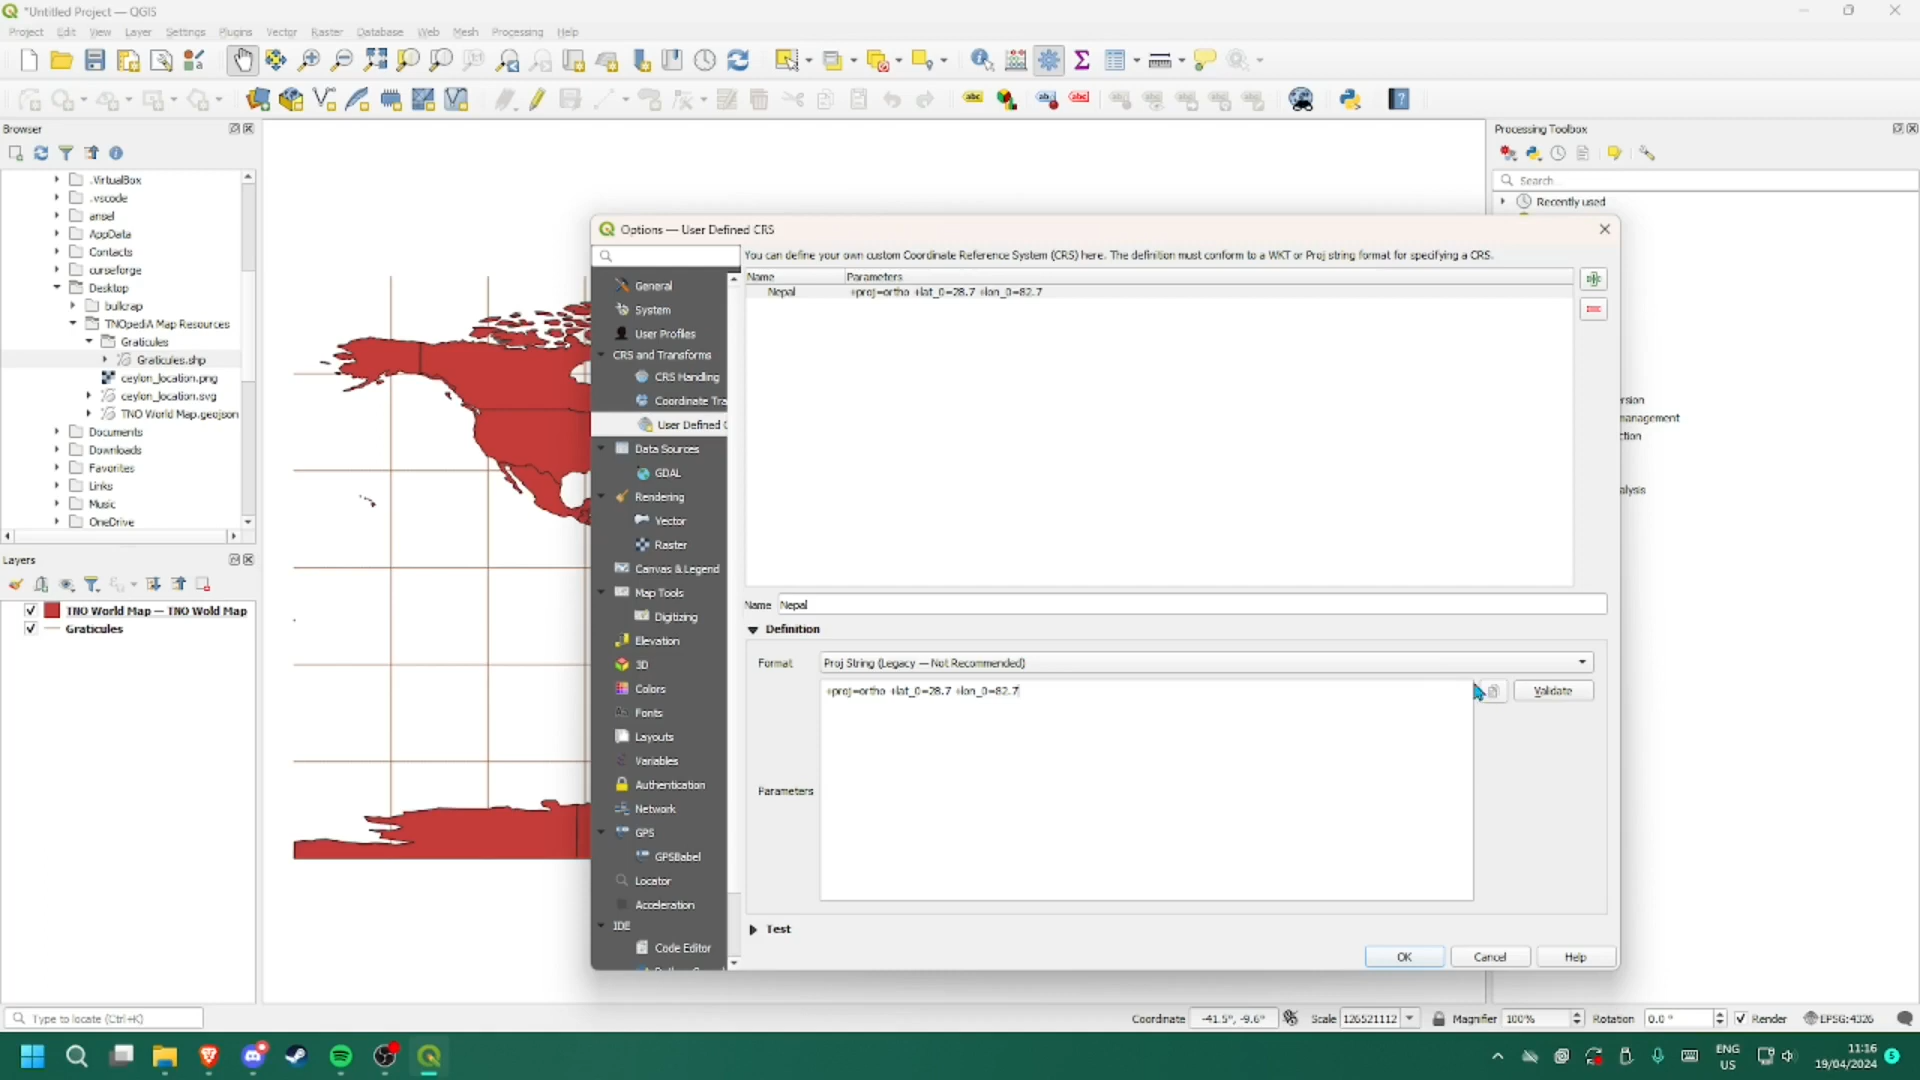 *Untitled Project — QGIS
Project Edit View Layer Settings Plugins Vector Raster Database Web Mesh Processing Help
Browser
.VirtualBox
.vscode
ansel
AppData
Contacts
curseforge
Desktop
bulkcrap
TNOpediA Map Resources
Graticules
Graticules.shp
ceylon_location.png
ceylon_location.svg
TNO World Map.geojson
Documents
Downloads
Favorites
Links
Music
OneDrive
Layers
TNO World Map — TNO Wold Map
Graticules
Type to locate (Ctrl+K)
Options — User Defined CRS
General
System
User Profiles
CRS and Transforms
CRS Handling
Coordinate Tra
User Defined C
Data Sources
GDAL
Rendering
Vector
Raster
Canvas & Legend
Map Tools
Digitizing
Elevation
3D
Colors
Fonts
Layouts
Variables
Authentication
Network
GPS
GPSBabel
Locator
Acceleration
IDE
Code Editor
You can define your own custom Coordinate Reference System (CRS) here. The definition must conform to a WKT or Proj string format for specifying a CRS.
Name Parameters
Nepal +proj=ortho +lat_0=28.7 +lon_0=82.7
Name Nepal
Definition
Format Proj String (Legacy — Not Recommended)
+proj=ortho +lat_0=28.7 +lon_0=82.7
Validate
Parameters
Test
OK Cancel Help
Processing Toolbox
Search...
Recently used
rsion
management
ction
alysis
Coordinate -41.5°, -9.6° Scale 126521112 Magnifier 100% Rotation 0.0 ° Render EPSG:4326
ENG
US
11:16
19/04/2024
5